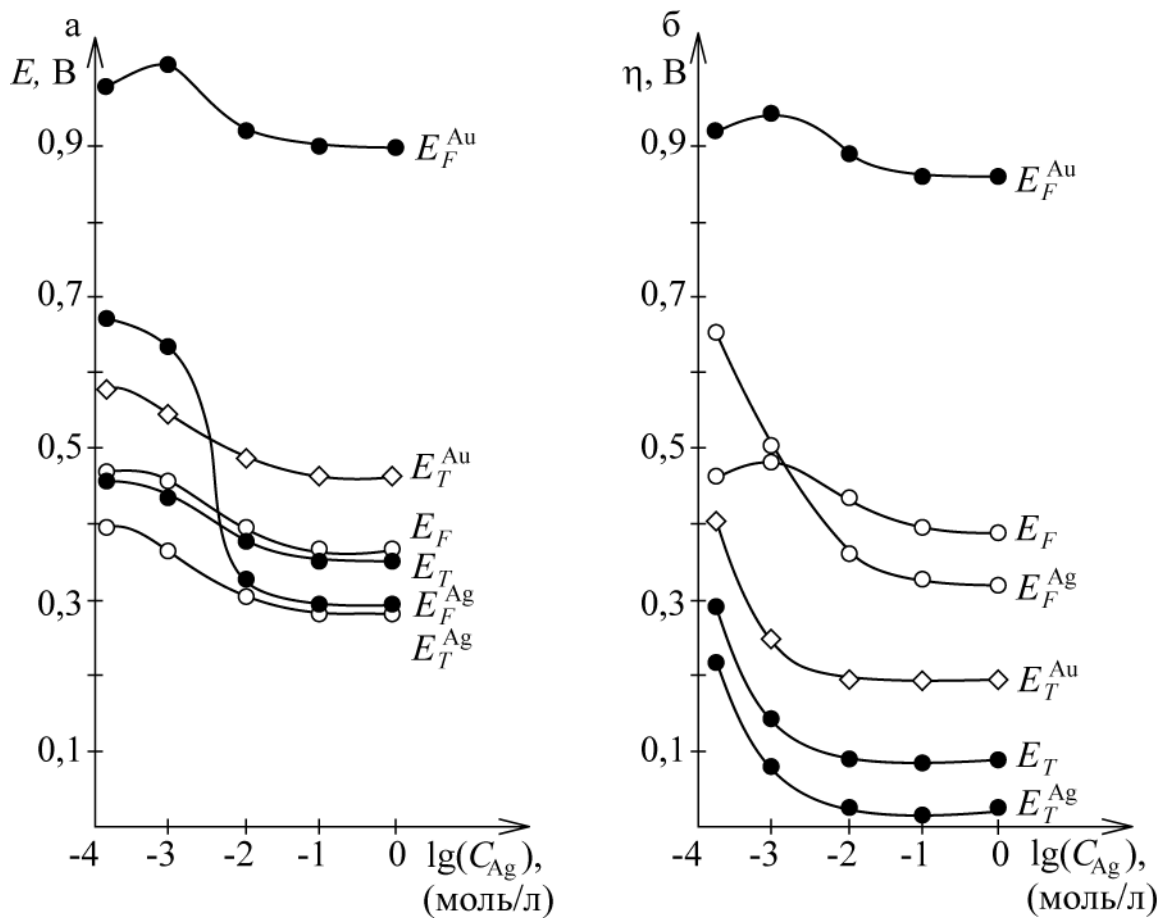 а
E, В
0,9
0,7
0,5
0,3
0,1
E_F^Au
E_T^Au
E_F
E_T
E_F^Ag
E_T^Ag
-4 -3 -2 -1 0 lg(C_Ag),
(моль/л)
б
η, В
0,9
0,7
0,5
0,3
0,1
E_F^Au
E_F
E_F^Ag
E_T^Au
E_T
E_T^Ag
-4 -3 -2 -1 0 lg(C_Ag),
(моль/л)